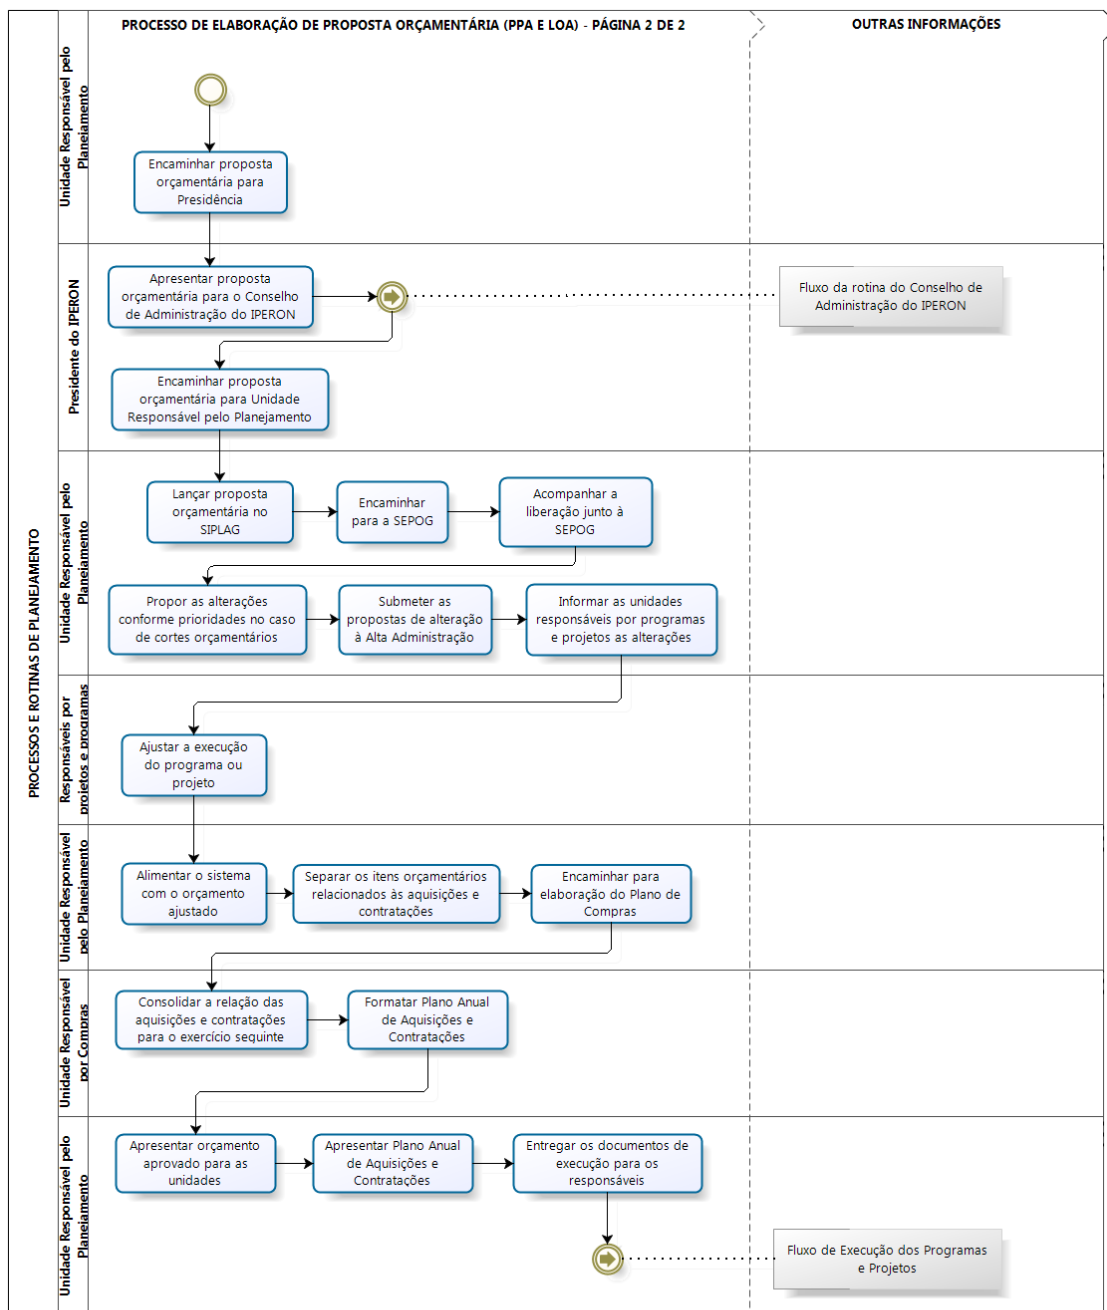 PROCESSO DE ELABORAÇÃO DE PROPOSTA ORÇAMENTÁRIA (PPA E LOA) - PÁGINA 2 DE 2
OUTRAS INFORMAÇÕES
PROCESSOS E ROTINAS DE PLANEJAMENTO
Unidade Responsável pelo
Planejamento
Encaminhar proposta
orçamentária para
Presidência
Presidente do IPERON
Apresentar proposta
orçamentária para o Conselho
de Administração do IPERON
Fluxo da rotina do Conselho de
Administração do IPERON
Encaminhar proposta
orçamentária para Unidade
Responsável pelo Planejamento
Unidade Responsável pelo
Planejamento
Lançar proposta
orçamentária no
SIPLAG
Encaminhar
para a SEPOG
Acompanhar a
liberação junto à
SEPOG
Propor as alterações
conforme prioridades no caso
de cortes orçamentários
Submeter as
propostas de alteração
à Alta Administração
Informar as unidades
responsáveis por programas
e projetos as alterações
Responsáveis por
projetos e programas
Ajustar a execução
do programa ou
projeto
Unidade Responsável
pelo Planejamento
Alimentar o sistema
com o orçamento
ajustado
Separar os itens orçamentários
relacionados às aquisições e
contratações
Encaminhar para
elaboração do Plano de
Compras
Unidade Responsável
por Compras
Consolidar a relação das
aquisições e contratações
para o exercício seguinte
Formatar Plano Anual
de Aquisições e
Contratações
Unidade Responsável pelo
Planejamento
Apresentar orçamento
aprovado para as
unidades
Apresentar Plano Anual
de Aquisições e
Contratações
Entregar os documentos de
execução para os
responsáveis
Fluxo de Execução dos Programas
e Projetos